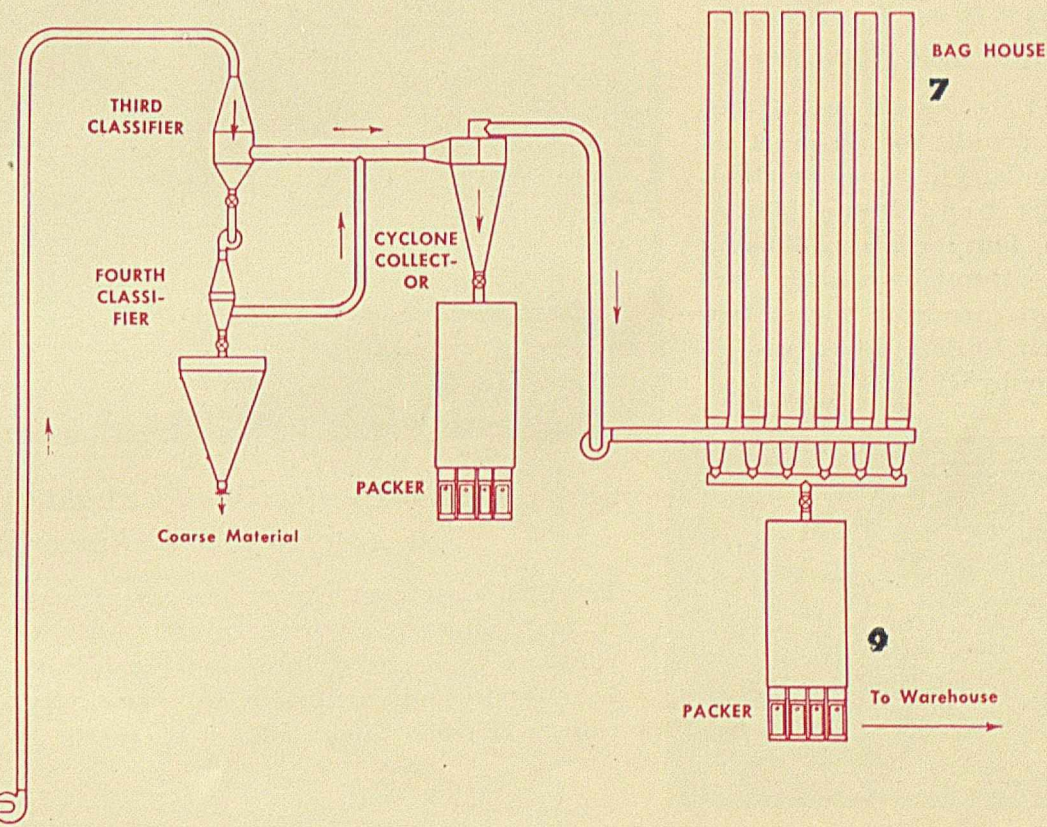 BAG HOUSE
7
THIRD
CLASSIFIER
CYCLONE
COLLECT-
OR
FOURTH
CLASSI-
FIER
PACKER
Coarse Material
9
To Warehouse
PACKER